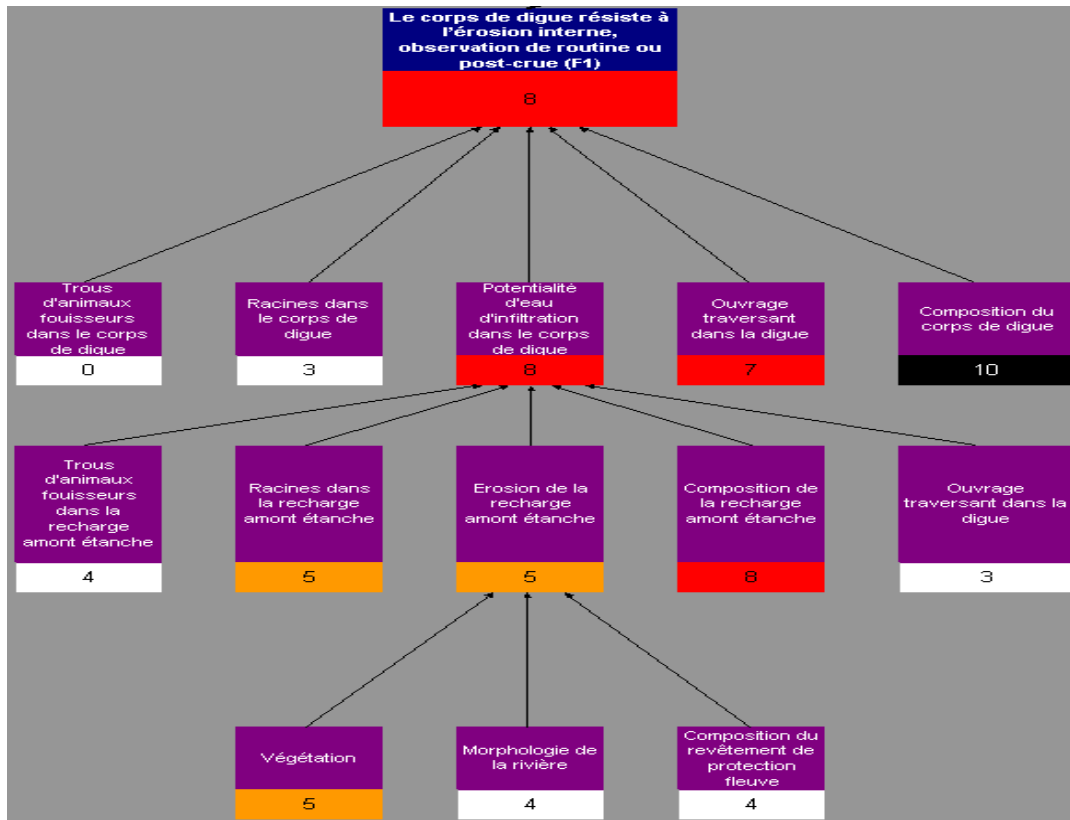 Le corps de digue résiste à
l'érosion interne,
observation de routine ou
post-crue (F1)
8
Trous
d'animaux
fouisseurs
dans le corps
de digue
0
Racines dans
le corps de
digue
3
Potentialité
d'eau
d'infiltration
dans le corps
de digue
8
Ouvrage
traversant
dans la digue
7
Composition du
corps de digue
10
Trous
d'animaux
fouisseurs
dans la
recharge
amont étanche
4
Racines dans
la recharge
amont étanche
5
Erosion de la
recharge
amont étanche
5
Composition de
la recharge
amont étanche
8
Ouvrage
traversant dans la
digue
3
Végétation
5
Morphologie de
la rivière
4
Composition du
revêtement de
protection
fleuve
4